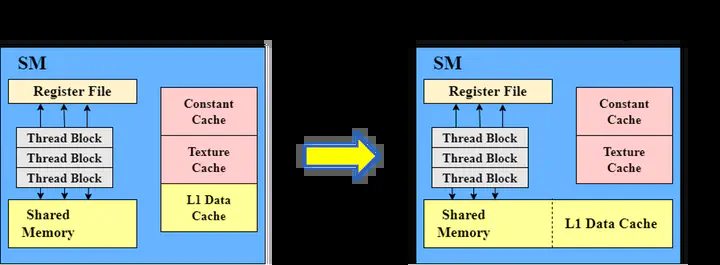 SM
Register File
Thread Block
Thread Block
Thread Block
Shared
Memory
Constant
Cache
Texture
Cache
L1 Data
Cache
SM
Register File
Thread Block
Thread Block
Thread Block
Shared
Memory
L1 Data Cache
Constant
Cache
Texture
Cache